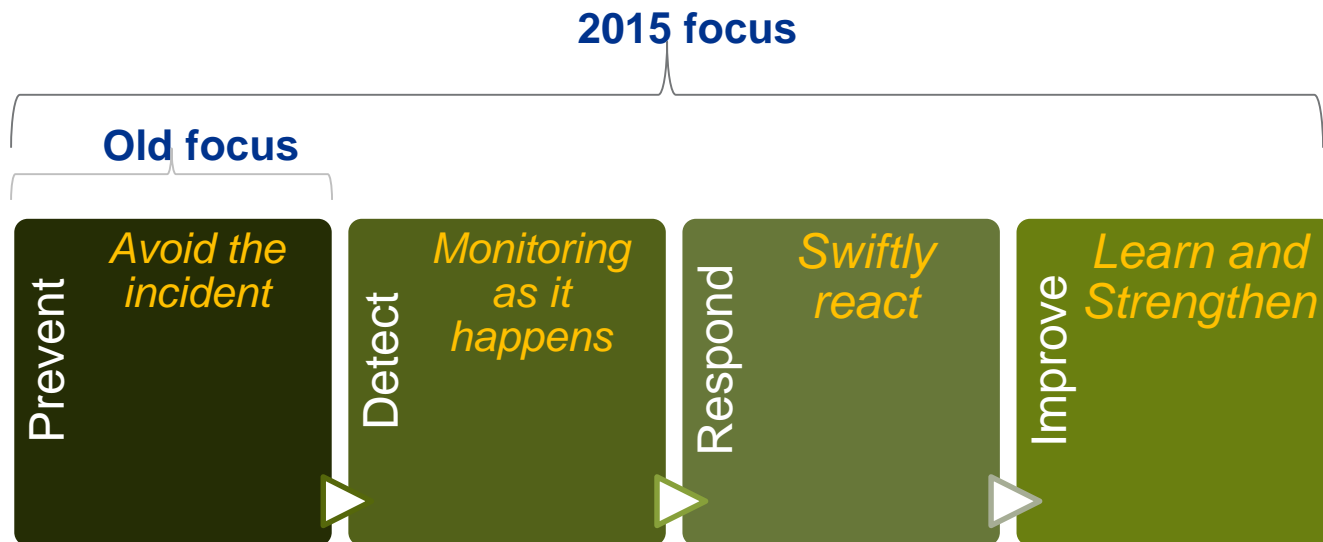 2015 focus
Old focus
Prevent
Avoid the
incident
Detect
Monitoring
as it
happens
Respond
Swiftly
react
Improve
Learn and
Strengthen